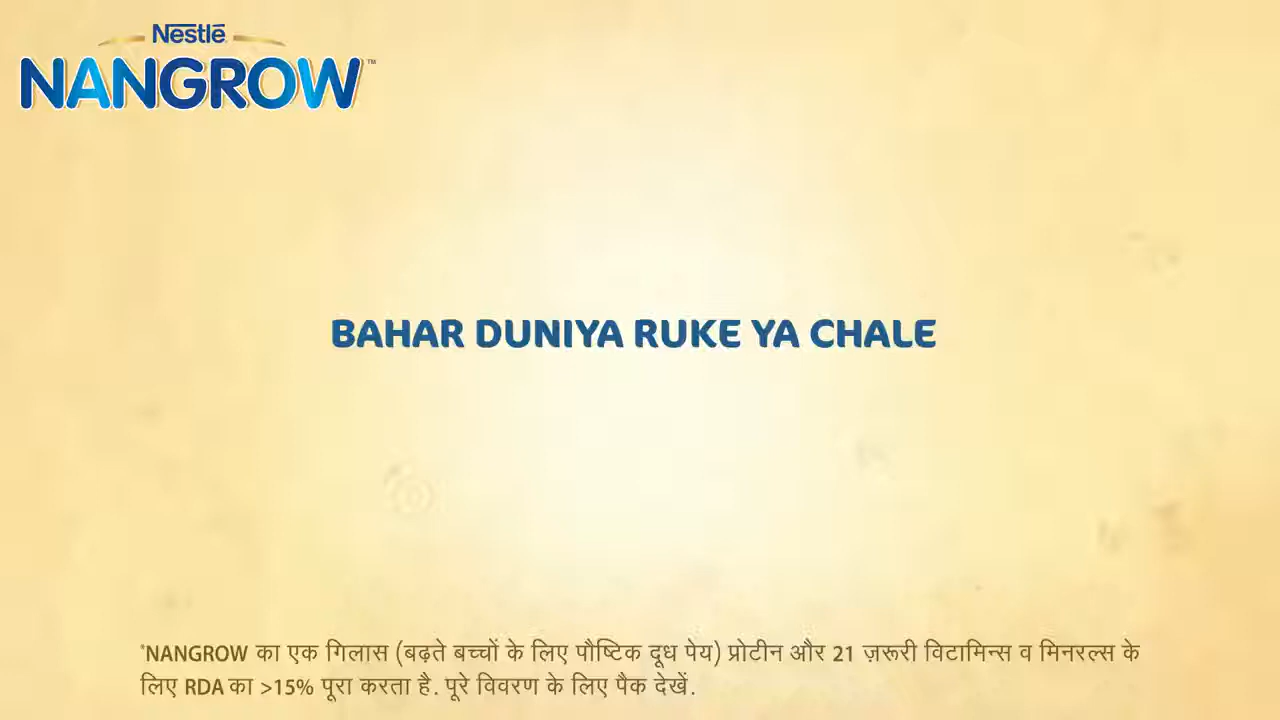 Nestlé
NANGROW™
BAHAR DUNIYA RUKE YA CHALE
*NANGROW का एक गिलास (बढ़ते बच्चों के लिए पौष्टिक दूध पेय) प्रोटीन और 21 ज़रूरी विटामिन्स व मिनरल्स के
लिए RDA का >15% पूरा करता है. पूरे विवरण के लिए पैक देखें.